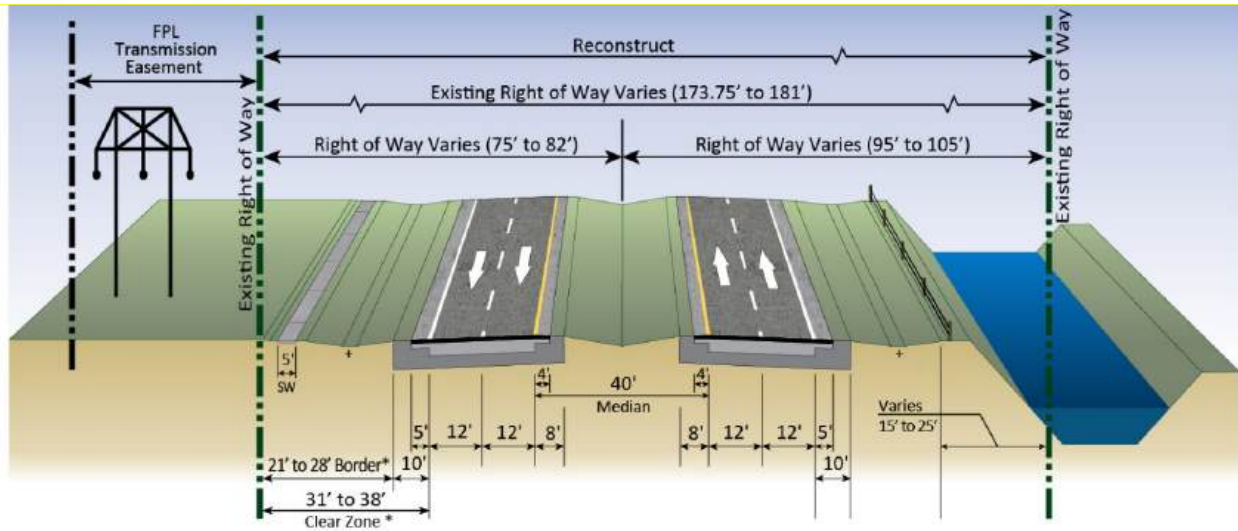 FPL
Transmission
Easement
Reconstruct
Existing Right of Way Varies (173.75' to 181')
Right of Way Varies (75' to 82')
Right of Way Varies (95' to 105')
Existing Right of Way
Existing Right of Way
5'
SW
4'
40'
Median
4'
5'
12'
12'
8'
8'
12'
12'
5'
Varies
15' to 25'
21' to 28' Border*
10'
10'
31' to 38'
Clear Zone *